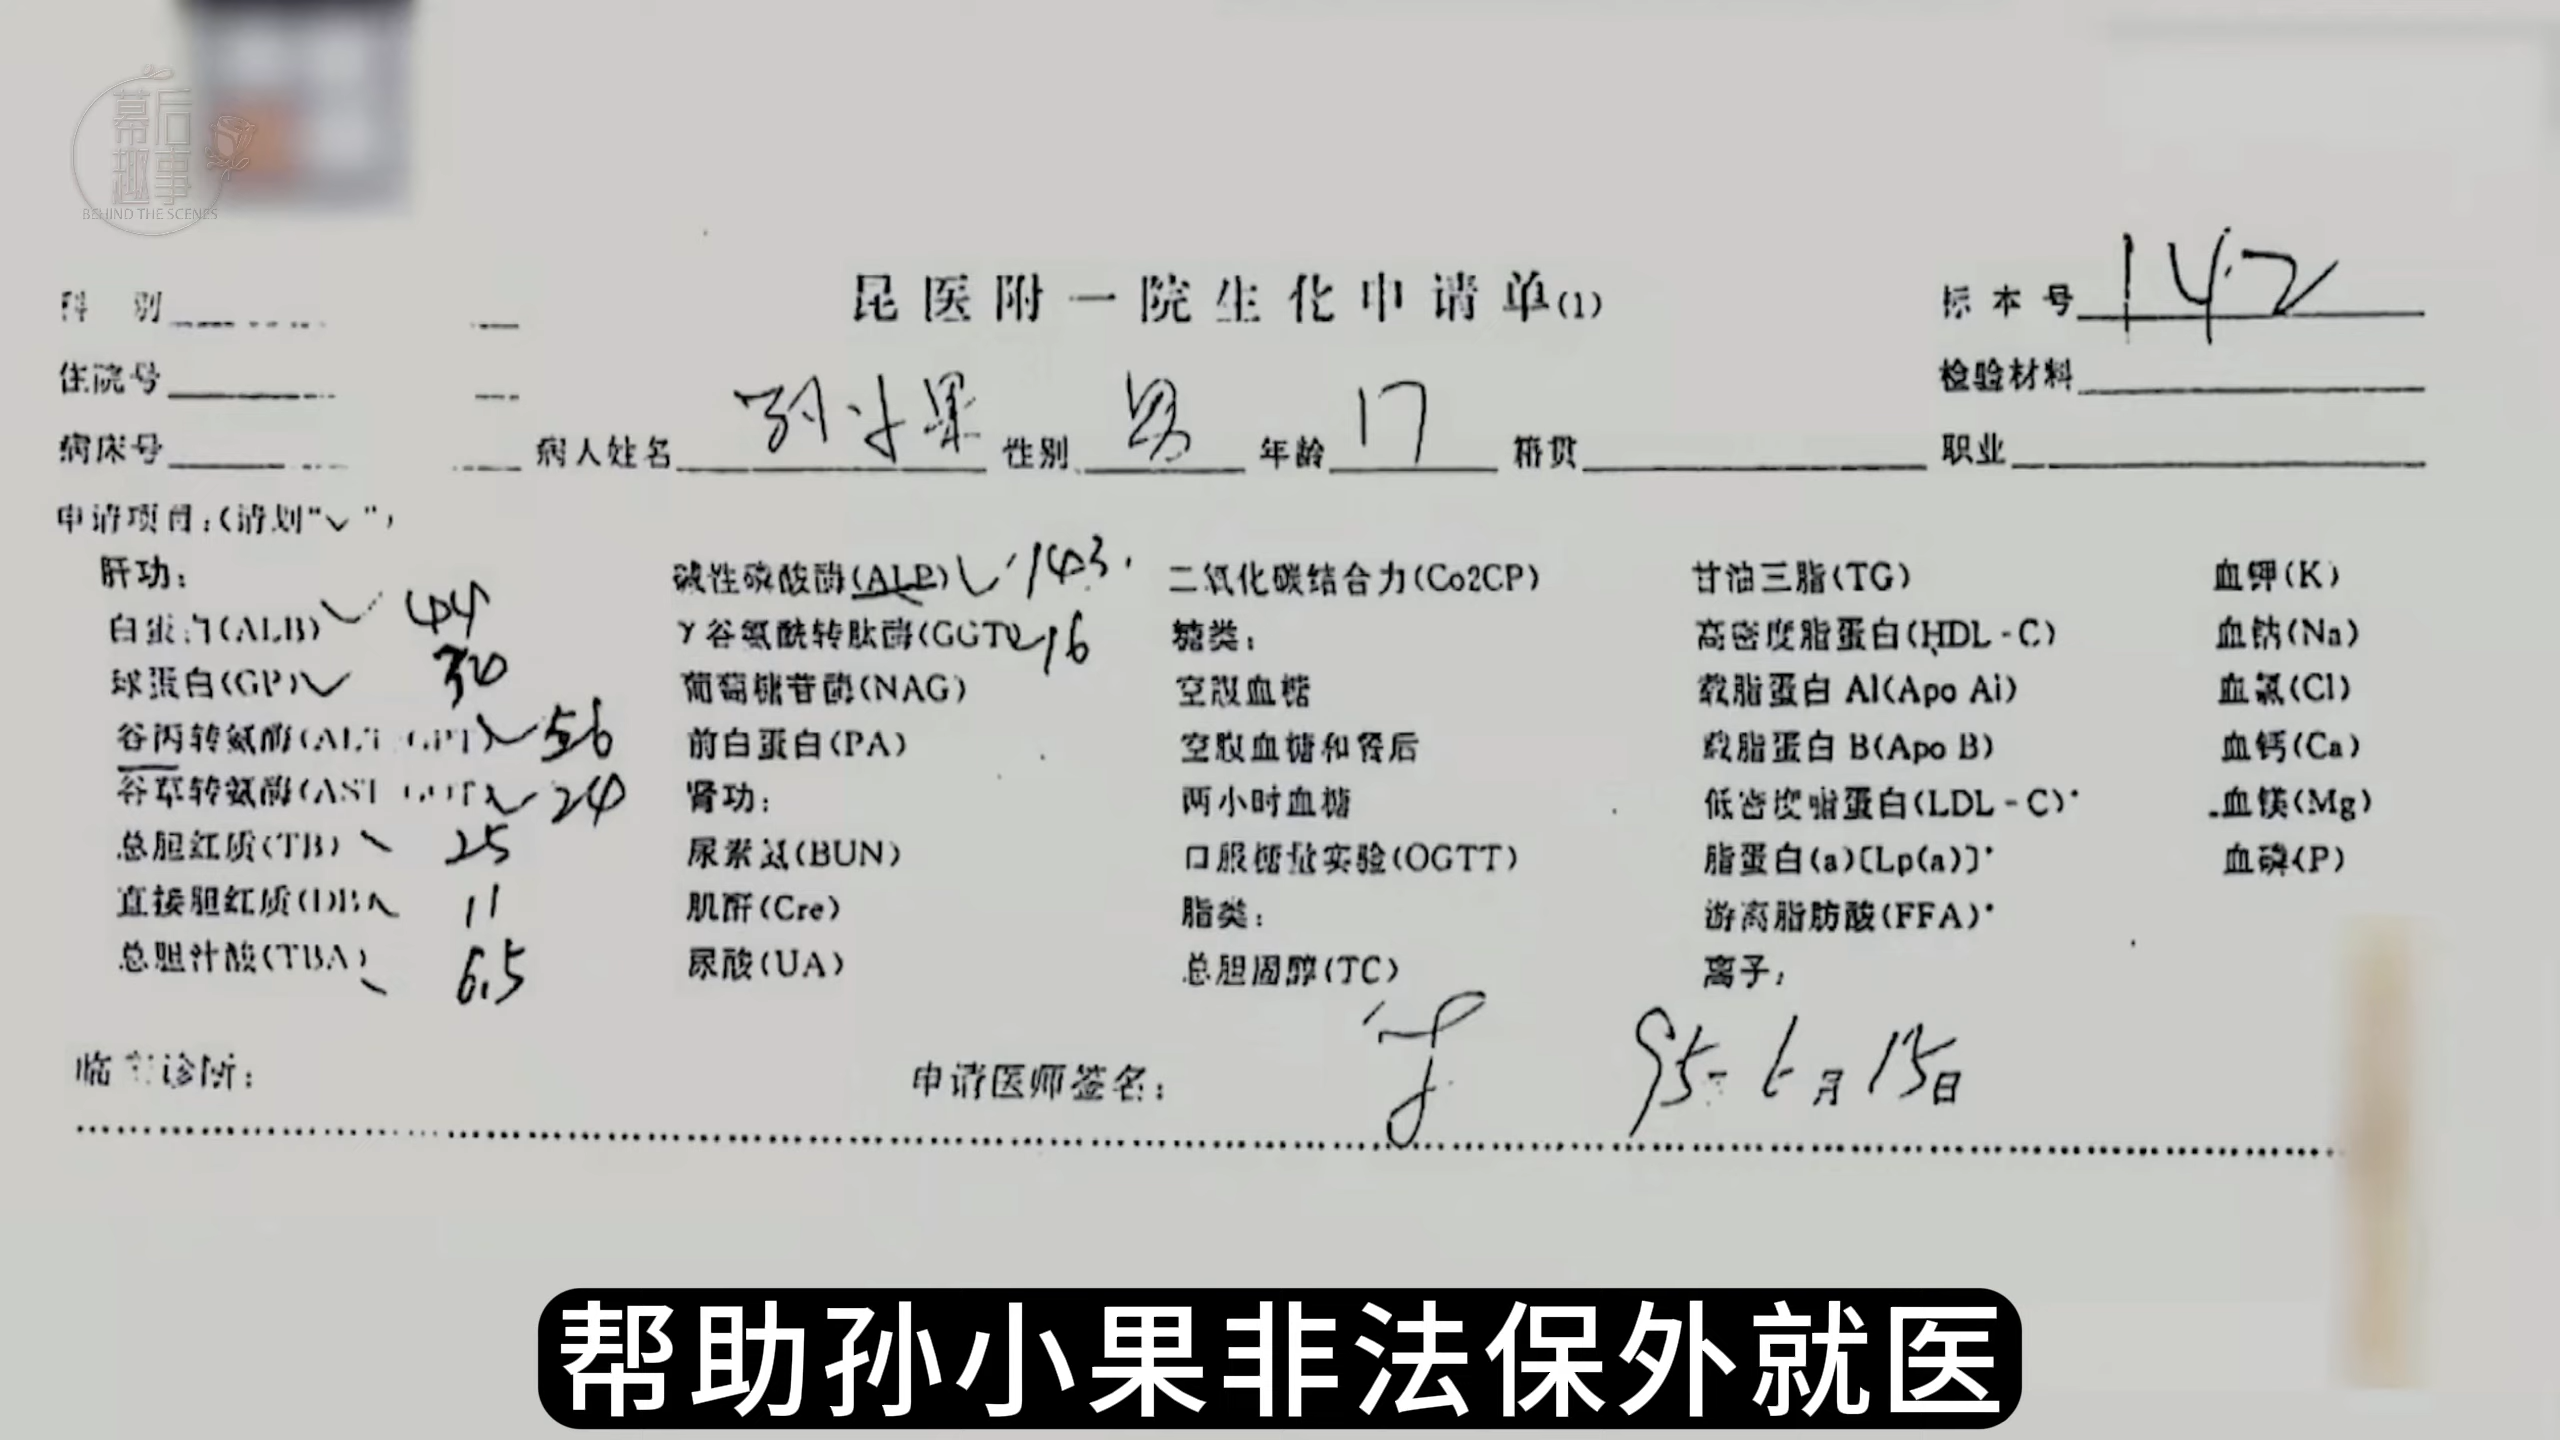 幕后趣事
BEHIND THE SCENES
昆医附一院生化申请单(1)
科 别
标本号 142
住院号
检验材料
病床号 病人姓名 孙小果 性别 男 年龄 17 籍贯 职业
申请项目:(请划“✓”)
肝功:
白蛋白(ALB) ✓ 44
球蛋白(GP) ✓ 30
谷丙转氨酶(ALT GPT) ✓ 56
谷草转氨酶(AST GOT) ✓ 24
总胆红质(TB) 25
直接胆红质(DB) 11
总胆汁酸(TBA) 6.5
碱性磷酸酶(ALP) ✓ 143
γ谷氨酰转肽酶(GGT) ✓ 16
葡萄糖苷酶(NAG)
前白蛋白(PA)
肾功:
尿素氮(BUN)
肌酐(Cre)
尿酸(UA)
二氧化碳结合力(Co2CP)
糖类:
空腹血糖
空腹血糖和餐后
两小时血糖
口服糖量实验(OGTT)
脂类:
总胆固醇(TC)
甘油三脂(TG)
高密度脂蛋白(HDL-C)
载脂蛋白 AI(Apo Ai)
载脂蛋白 B(Apo B)
低密度脂蛋白(LDL-C)*
脂蛋白(a)〔Lp(a)〕*
游离脂肪酸(FFA)*
离子:
血钾(K)
血钠(Na)
血氯(Cl)
血钙(Ca)
血镁(Mg)
血磷(P)
临床诊断:
申请医师签名: 95 6月15日
帮助孙小果非法保外就医